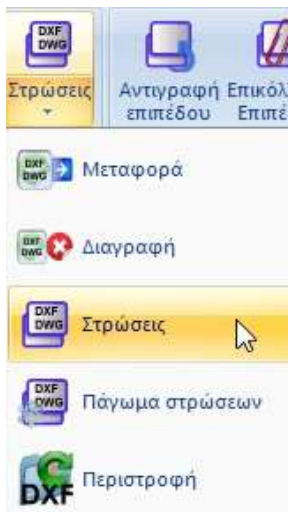 DXF
DWG
Στρώσεις
Αντιγραφή
επιπέδου
DXF
DWG
Μεταφορά
DXF
DWG
Διαγραφή
DXF
DWG
Στρώσεις
DXF
DWG
Πάγωμα στρώσεων
DXF
Περιστροφή